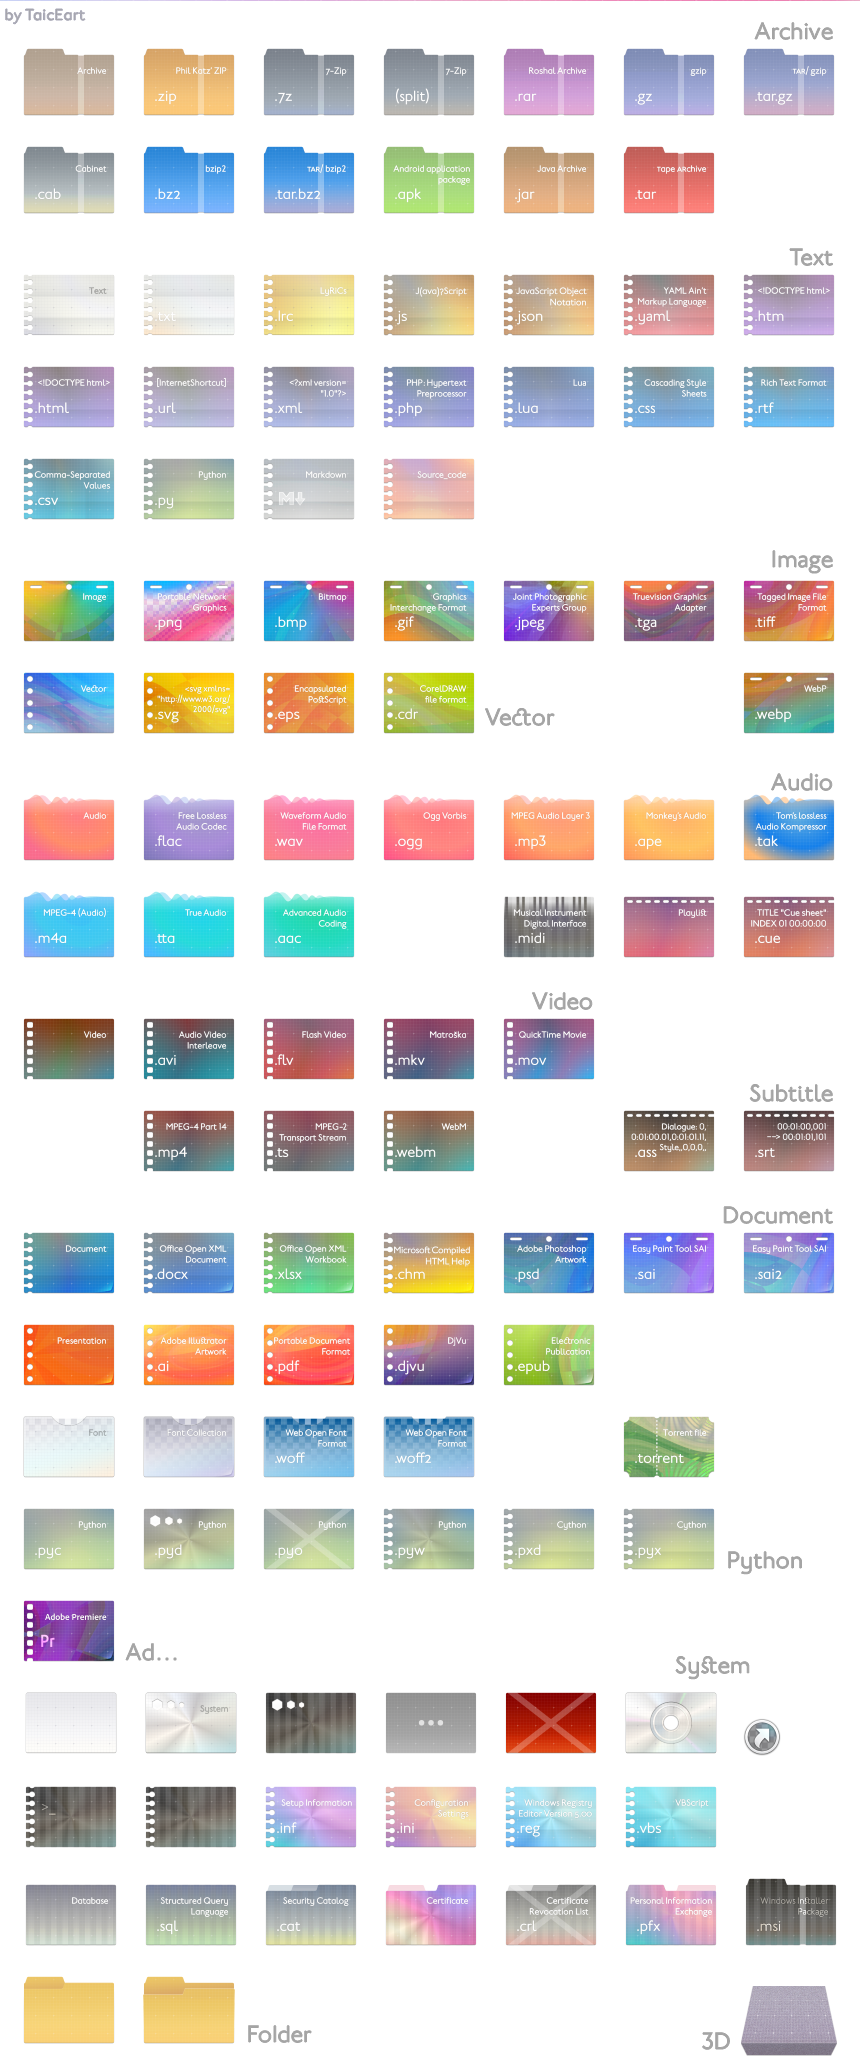 by TaicEart
Archive
Archive
Phil Katz' ZIP
.zip
7-Zip
.7z
7-Zip
(split)
Roshal Archive
.rar
gzip
.gz
TAR/ gzip
.tar.gz
Cabinet
.cab
bzip2
.bz2
TAR/ bzip2
.tar.bz2
Android application
package
.apk
Java Archive
.jar
Tape ARchive
.tar
Text
Text
.txt
LyRiCs
.lrc
J(ava)?Script
.js
JavaScript Object
Notation
.json
YAML Ain't
Markup Language
.yaml
<!DOCTYPE html>
.htm
<!DOCTYPE html>
.html
[InternetShortcut]
.url
<?xml version=
"1.0"?>
.xml
PHP: Hypertext
Preprocessor
.php
Lua
.lua
Cascading Style
Sheets
.css
Rich Text Format
.rtf
Comma-Separated
Values
.csv
Python
.py
Markdown
M↓
Source_code
Image
Image
Portable Network
Graphics
.png
Bitmap
.bmp
Graphics
Interchange Format
.gif
Joint Photographic
Experts Group
.jpeg
Truevision Graphics
Adapter
.tga
Tagged Image File
Format
.tiff
Vector
<svg xmlns=
"http://www.w3.org/
2000/svg"
.svg
Encapsulated
PostScript
.eps
CorelDRAW
file format
.cdr
Vector
WebP
.webp
Audio
Audio
Free Lossless
Audio Codec
.flac
Waveform Audio
File Format
.wav
Ogg Vorbis
.ogg
MPEG Audio Layer 3
.mp3
Monkey's Audio
.ape
Tom's lossless
Audio Kompressor
.tak
MPEG-4 (Audio)
.m4a
True Audio
.tta
Advanced Audio
Coding
.aac
Musical Instrument
Digital Interface
.midi
Playlist
TITLE "Cue sheet"
INDEX 01 00:00:00
.cue
Video
Video
Audio Video
Interleave
.avi
Flash Video
.flv
Matroška
.mkv
QuickTime Movie
.mov
Subtitle
MPEG-4 Part 14
.mp4
MPEG-2
Transport Stream
.ts
WebM
.webm
Dialogue: 0,
0:01:00.01,0:01:01.11,
Style,,0,0,0,,
.ass
00:01:00,001
--> 00:01:01,101
.srt
Document
Document
Office Open XML
Document
.docx
Office Open XML
Workbook
.xlsx
Microsoft Compiled
HTML Help
.chm
Adobe Photoshop
Artwork
.psd
Easy Paint Tool SAI
.sai
Easy Paint Tool SAI
.sai2
Presentation
Adobe Illustrator
Artwork
.ai
Portable Document
Format
.pdf
DjVu
.djvu
Electronic
Publication
.epub
Font
Font Collection
Web Open Font
Format
.woff
Web Open Font
Format
.woff2
Torrent file
.torrent
Python
.pyc
Python
.pyd
Python
.pyo
Python
.pyw
Cython
.pxd
Cython
.pyx
Python
Adobe Premiere
Pr
Ad...
System
System
>_
Setup Information
.inf
Configuration
Settings
.ini
Windows Registry
Editor Version 5.00
.reg
VBScript
.vbs
Database
Structured Query
Language
.sql
Security Catalog
.cat
Certificate
Certificate
Revocation List
.crl
Personal Information
Exchange
.pfx
Windows Installer
Package
.msi
Folder
3D